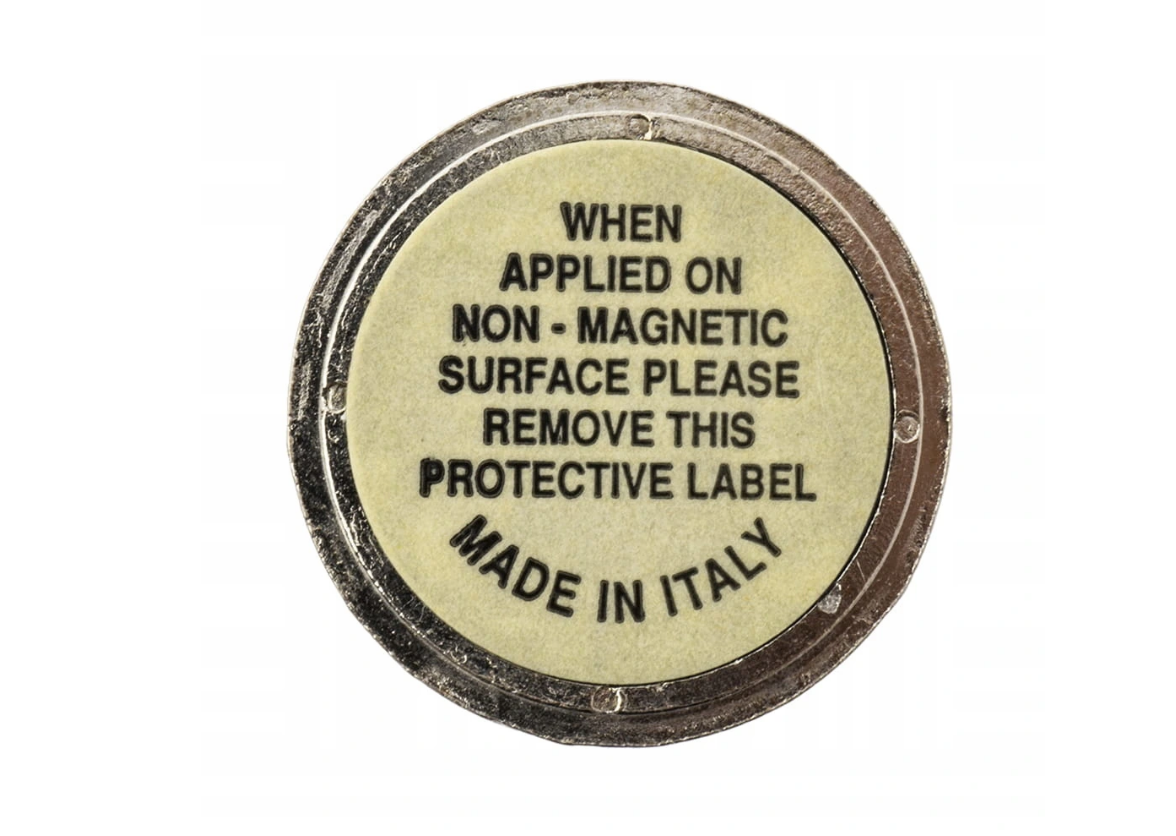 WHEN
APPLIED ON
NON - MAGNETIC
SURFACE PLEASE
REMOVE THIS
PROTECTIVE LABEL
MADE IN ITALY